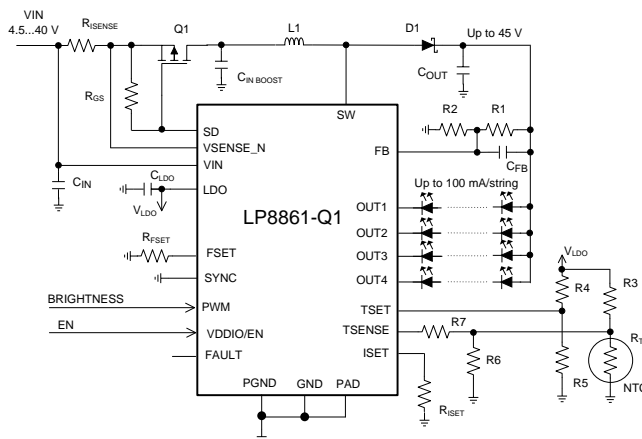 VIN
4.5...40 V
RISENSE
Q1
L1
D1
Up to 45 V
CIN BOOST
COUT
RGS
R2
R1
SW
SD
VSENSE_N
VIN
LDO
FB
CFB
CIN
CLDO
VLDO
Up to 100 mA/string
LP8861-Q1
OUT1
OUT2
OUT3
OUT4
RFSET
FSET
SYNC
VLDO
R4
R3
BRIGHTNESS
PWM
TSET
EN
VDDIO/EN
TSENSE
R7
FAULT
ISET
R6
R5
NTC
PGND
GND
PAD
RISET